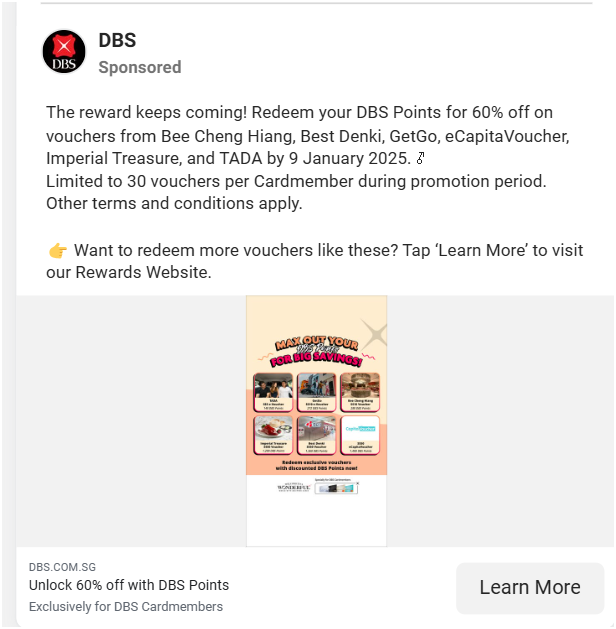 DBS
DBS
Sponsored
The reward keeps coming! Redeem your DBS Points for 60% off on
vouchers from Bee Cheng Hiang, Best Denki, GetGo, eCapitaVoucher,
Imperial Treasure, and TADA by 9 January 2025.
Limited to 30 vouchers per Cardmember during promotion period.
Other terms and conditions apply.
👉 Want to redeem more vouchers like these? Tap ‘Learn More’ to visit
our Rewards Website.
MAX OUT YOUR
DBS Points
FOR BIG SAVINGS!
TADA
GetGo
Bee Cheng Hiang
Imperial Treasure
Best Denki
Redeem exclusive vouchers
with discounted DBS Points now!
WONDERFUL
DBS.COM.SG
Unlock 60% off with DBS Points
Exclusively for DBS Cardmembers
Learn More